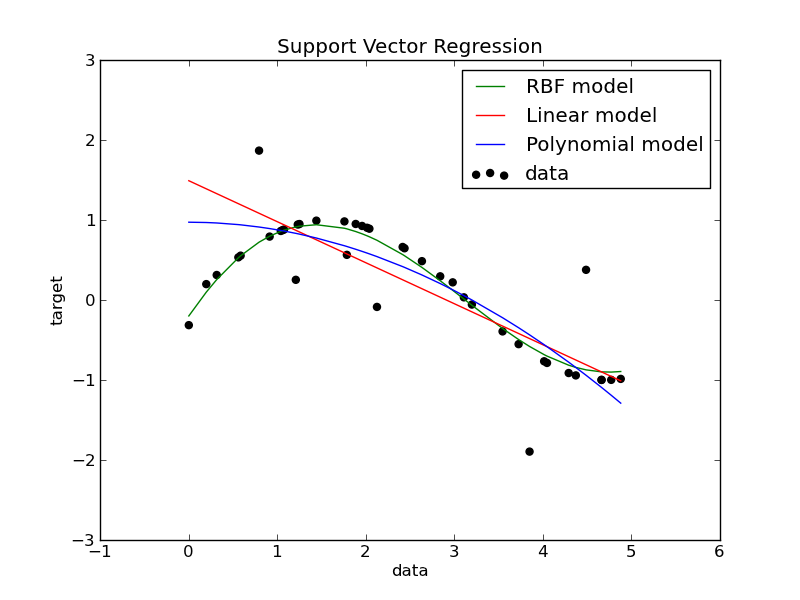 Support Vector Regression
3
2
1
0
−1
−2
−3
target
RBF model
Linear model
Polynomial model
data
−1 0 1 2 3 4 5 6
data